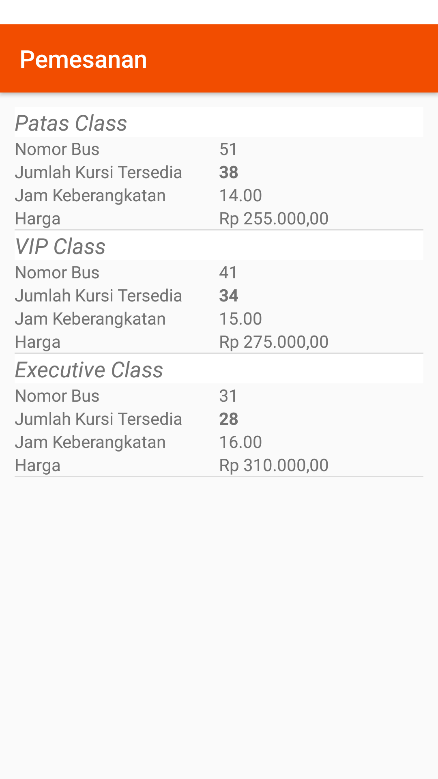 Pemesanan
Patas Class
Nomor Bus 51
Jumlah Kursi Tersedia 38
Jam Keberangkatan 14.00
Harga Rp 255.000,00
VIP Class
Nomor Bus 41
Jumlah Kursi Tersedia 34
Jam Keberangkatan 15.00
Harga Rp 275.000,00
Executive Class
Nomor Bus 31
Jumlah Kursi Tersedia 28
Jam Keberangkatan 16.00
Harga Rp 310.000,00